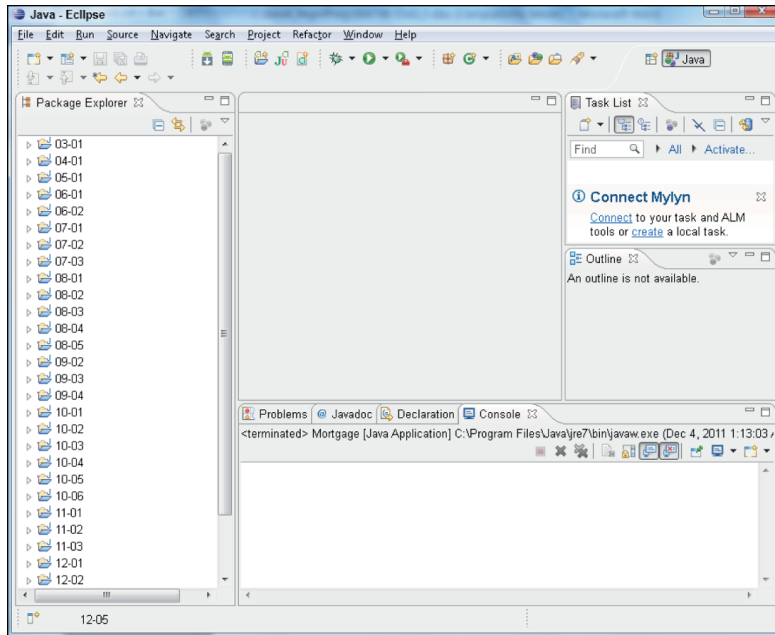 Java - Eclipse
File Edit Run Source Navigate Search Project Refactor Window Help
Java
Package Explorer
03-01
04-01
05-01
06-01
06-02
07-01
07-02
07-03
08-01
08-02
08-03
08-04
08-05
09-02
09-03
09-04
10-01
10-02
10-03
10-04
10-05
10-06
11-01
11-02
11-03
12-01
12-02
Task List
Find All Activate...
Connect Mylyn
Connect to your task and ALM
tools or create a local task.
Outline
An outline is not available.
Problems @ Javadoc Declaration Console
<terminated> Mortgage [Java Application] C:\Program Files\Java\jre7\bin\javaw.exe (Dec 4, 2011 1:13:03
12-05